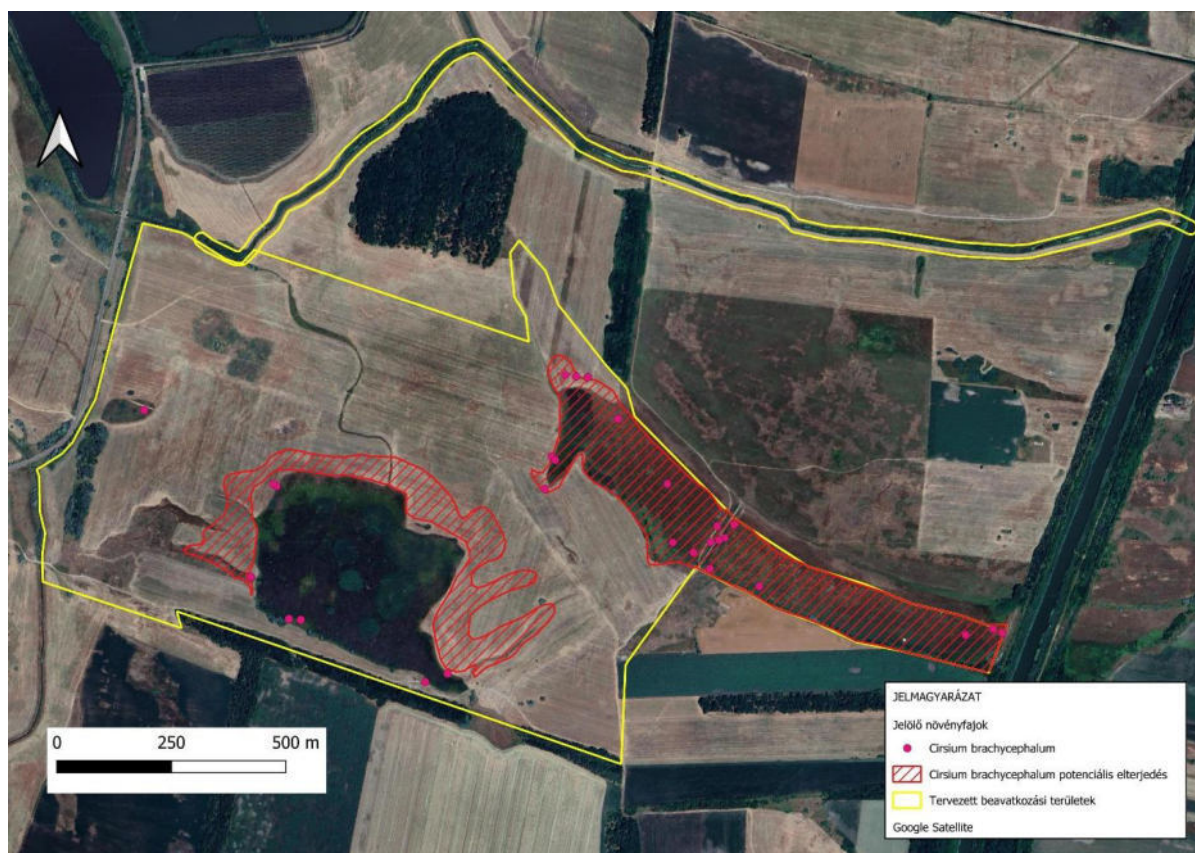 0 250 500 m
JELMAGYARÁZAT
Jelölő növényfajok
Cirsium brachycephalum
Cirsium brachycephalum potenciális elterjedés
Tervezett beavatkozási területek
Google Satellite